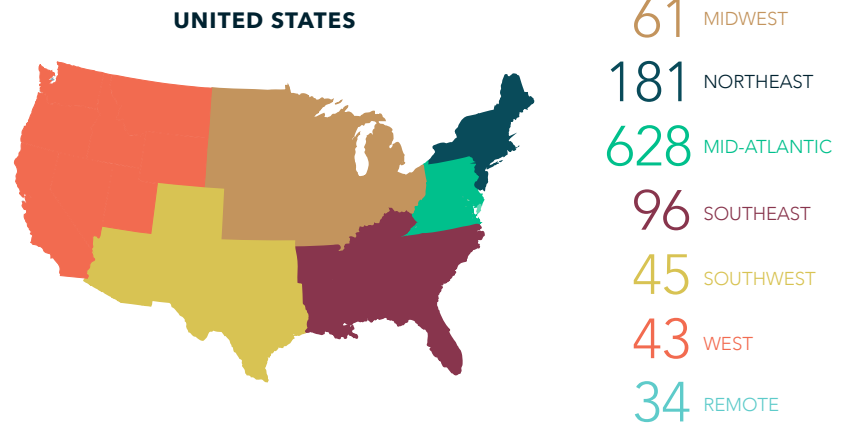 UNITED STATES
61 MIDWEST
181 NORTHEAST
628 MID-ATLANTIC
96 SOUTHEAST
45 SOUTHWEST
43 WEST
34 REMOTE